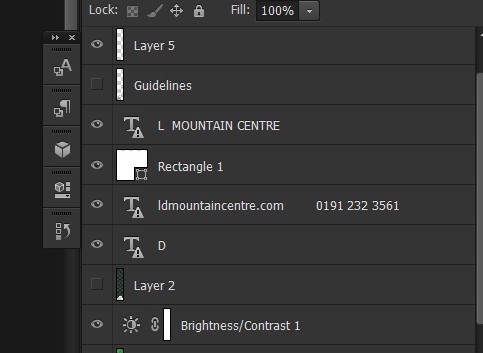 Lock: Fill: 100%
Layer 5
Guidelines
L MOUNTAIN CENTRE
Rectangle 1
ldmountaincentre.com 0191 232 3561
D
Layer 2
Brightness/Contrast 1